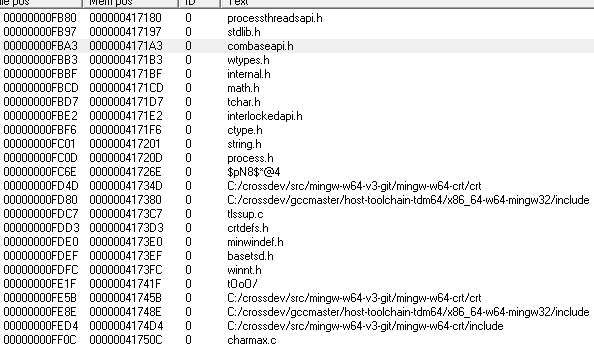 File pos Mem pos ID Text
00000000FB80 000000417180 0 processthreadsapi.h
00000000FB97 000000417197 0 stdlib.h
00000000FBA3 0000004171A3 0 combaseapi.h
00000000FBB3 0000004171B3 0 wtypes.h
00000000FBBF 0000004171BF 0 internal.h
00000000FBCD 0000004171CD 0 math.h
00000000FBD7 0000004171D7 0 tchar.h
00000000FBE2 0000004171E2 0 interlockedapi.h
00000000FBF6 0000004171F6 0 ctype.h
00000000FC01 000000417201 0 string.h
00000000FC0D 00000041720D 0 process.h
00000000FC6E 00000041726E 0 $pN8$*@4
00000000FD4D 00000041734D 0 C:/crossdev/src/mingw-w64-v3-git/mingw-w64-crt/crt
00000000FD80 000000417380 0 C:/crossdev/gccmaster/host-toolchain-tdm64/x86_64-w64-mingw32/include
00000000FDC7 0000004173C7 0 tlssup.c
00000000FDD3 0000004173D3 0 crtdefs.h
00000000FDE0 0000004173E0 0 minwindef.h
00000000FDEF 0000004173EF 0 basetsd.h
00000000FDFC 0000004173FC 0 winnt.h
00000000FE1F 00000041741F 0 tOoO/
00000000FE5B 00000041745B 0 C:/crossdev/src/mingw-w64-v3-git/mingw-w64-crt/crt
00000000FE8E 00000041748E 0 C:/crossdev/gccmaster/host-toolchain-tdm64/x86_64-w64-mingw32/include
00000000FED4 0000004174D4 0 C:/crossdev/src/mingw-w64-v3-git/mingw-w64-crt/include
00000000FF0C 00000041750C 0 charmax.c